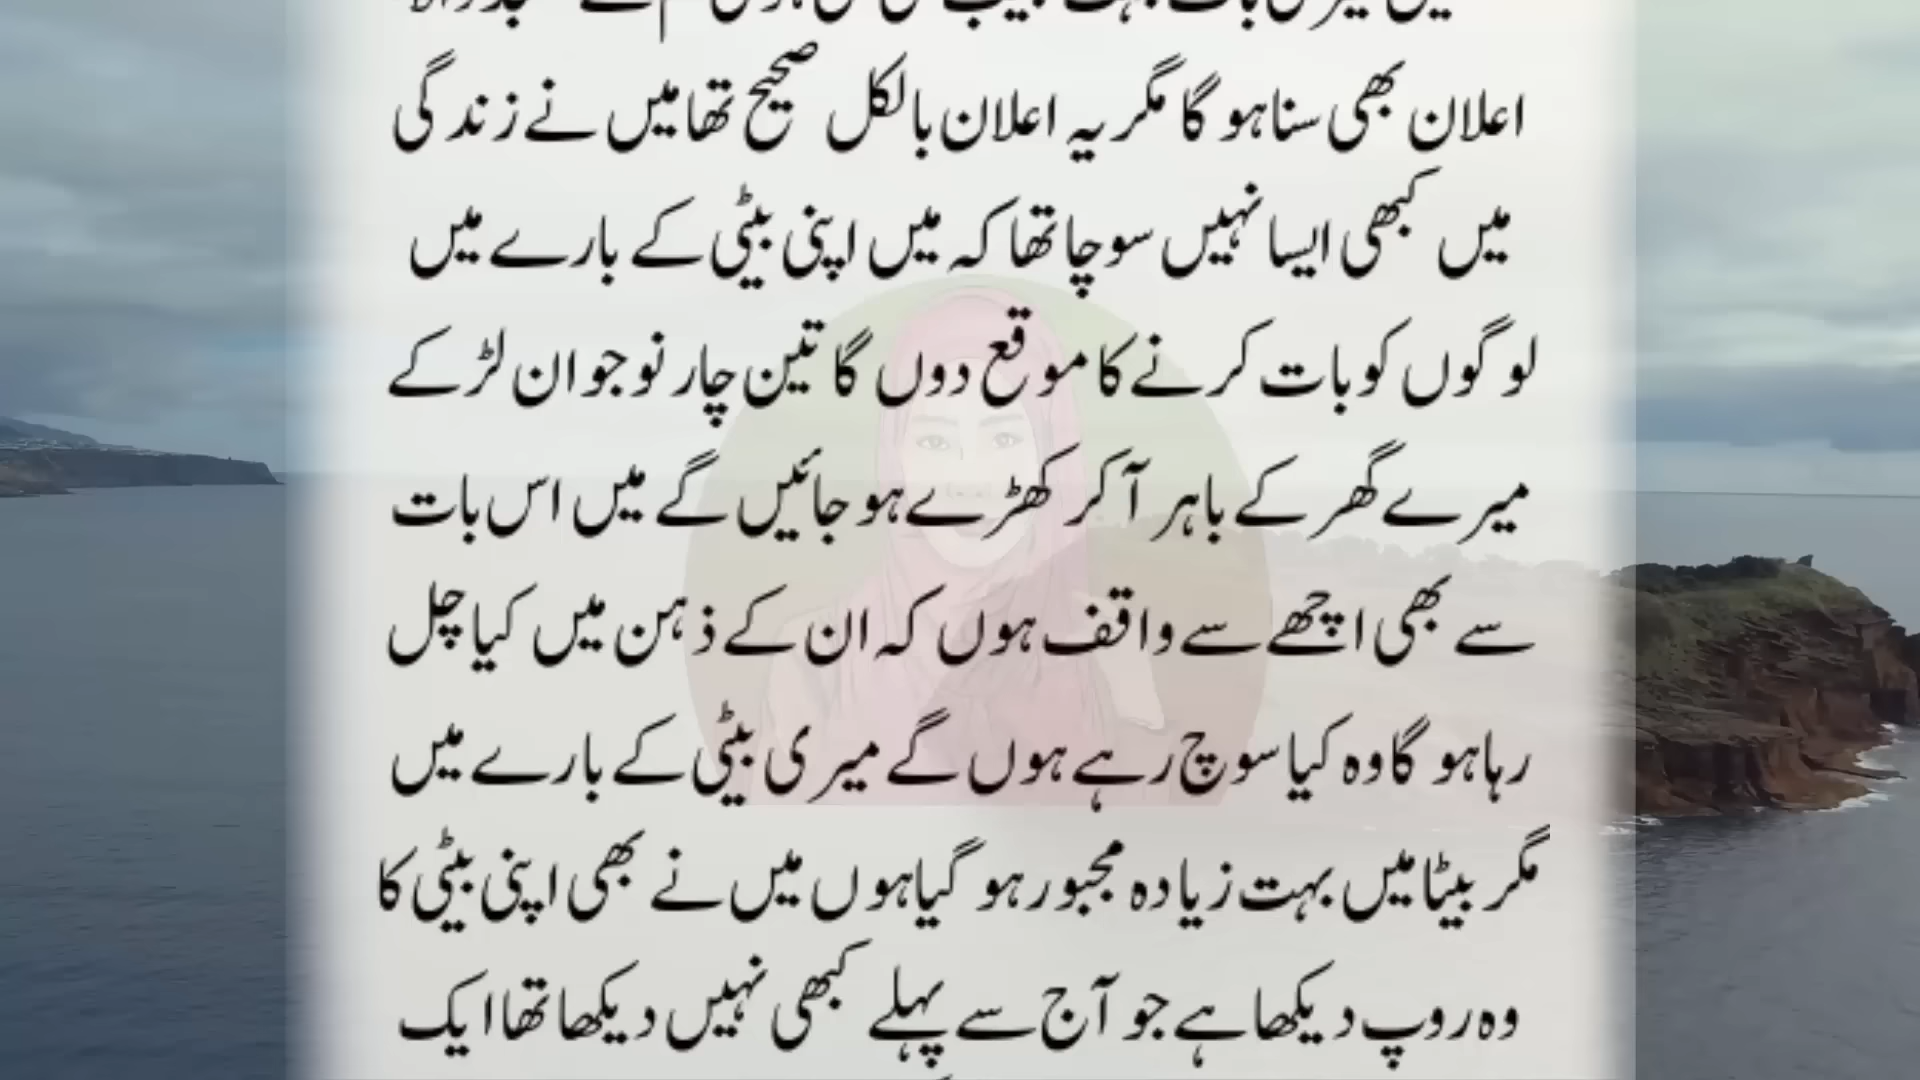 اعلان بھی سنا ہو گا مگر یہ اعلان بالکل صحیح تھا میں نے زندگی
میں کبھی ایسا نہیں سوچا تھا کہ میں اپنی بیٹی کے بارے میں
لوگوں کو بات کرنے کا موقع دوں گا تین چار نوجوان لڑکے
میرے گھر کے باہر آ کر کھڑے ہو جائیں گے میں اس بات
سے بھی اچھے سے واقف ہوں کہ ان کے ذہن میں کیا چل
رہا ہو گا وہ کیا سوچ رہے ہوں گے میری بیٹی کے بارے میں
مگر بیٹا میں بہت زیادہ مجبور ہو گیا ہوں میں نے بھی اپنی بیٹی کا
وہ روپ دیکھا ہے جو آج سے پہلے کبھی نہیں دیکھا تھا ایک